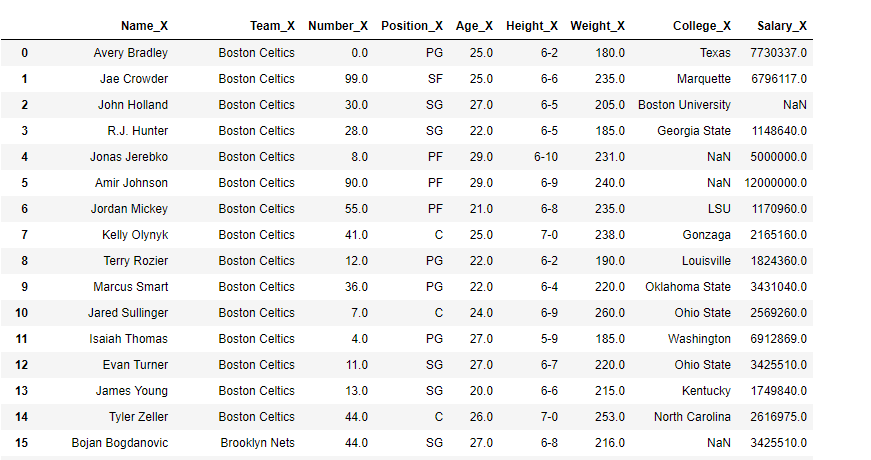 Name_X Team_X Number_X Position_X Age_X Height_X Weight_X College_X Salary_X
0 Avery Bradley Boston Celtics 0.0 PG 25.0 6-2 180.0 Texas 7730337.0
1 Jae Crowder Boston Celtics 99.0 SF 25.0 6-6 235.0 Marquette 6796117.0
2 John Holland Boston Celtics 30.0 SG 27.0 6-5 205.0 Boston University NaN
3 R.J. Hunter Boston Celtics 28.0 SG 22.0 6-5 185.0 Georgia State 1148640.0
4 Jonas Jerebko Boston Celtics 8.0 PF 29.0 6-10 231.0 NaN 5000000.0
5 Amir Johnson Boston Celtics 90.0 PF 29.0 6-9 240.0 NaN 12000000.0
6 Jordan Mickey Boston Celtics 55.0 PF 21.0 6-8 235.0 LSU 1170960.0
7 Kelly Olynyk Boston Celtics 41.0 C 25.0 7-0 238.0 Gonzaga 2165160.0
8 Terry Rozier Boston Celtics 12.0 PG 22.0 6-2 190.0 Louisville 1824360.0
9 Marcus Smart Boston Celtics 36.0 PG 22.0 6-4 220.0 Oklahoma State 3431040.0
10 Jared Sullinger Boston Celtics 7.0 C 24.0 6-9 260.0 Ohio State 2569260.0
11 Isaiah Thomas Boston Celtics 4.0 PG 27.0 5-9 185.0 Washington 6912869.0
12 Evan Turner Boston Celtics 11.0 SG 27.0 6-7 220.0 Ohio State 3425510.0
13 James Young Boston Celtics 13.0 SG 20.0 6-6 215.0 Kentucky 1749840.0
14 Tyler Zeller Boston Celtics 44.0 C 26.0 7-0 253.0 North Carolina 2616975.0
15 Bojan Bogdanovic Brooklyn Nets 44.0 SG 27.0 6-8 216.0 NaN 3425510.0